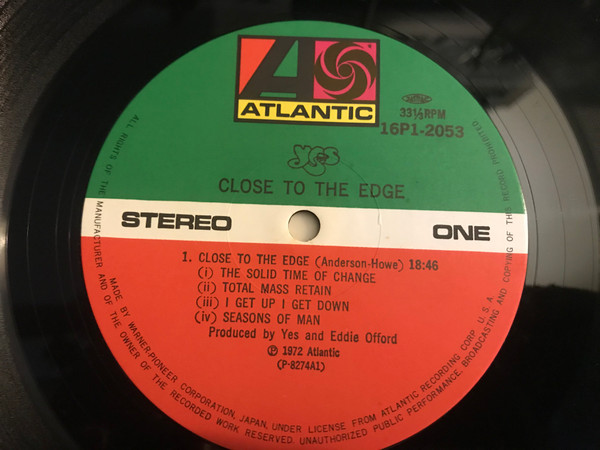 ATLANTIC
33⅓RPM
16P1-2053
yes
CLOSE TO THE EDGE
STEREO
ONE
1. CLOSE TO THE EDGE (Anderson-Howe) 18:46
(i) THE SOLID TIME OF CHANGE
(ii) TOTAL MASS RETAIN
(iii) I GET UP I GET DOWN
(iv) SEASONS OF MAN
Produced by Yes and Eddie Offord
℗ 1972 Atlantic
(P-8274A1)
ALL RIGHTS OF THE MANUFACTURER AND OF THE OWNER OF THE RECORDED WORK RESERVED. UNAUTHORIZED PUBLIC PERFORMANCE, BROADCASTING AND COPYING OF THIS RECORD PROHIBITED
MADE BY WARNER-PIONEER CORPORATION, JAPAN, UNDER LICENSE FROM ATLANTIC RECORDING CORP. U.S.A.